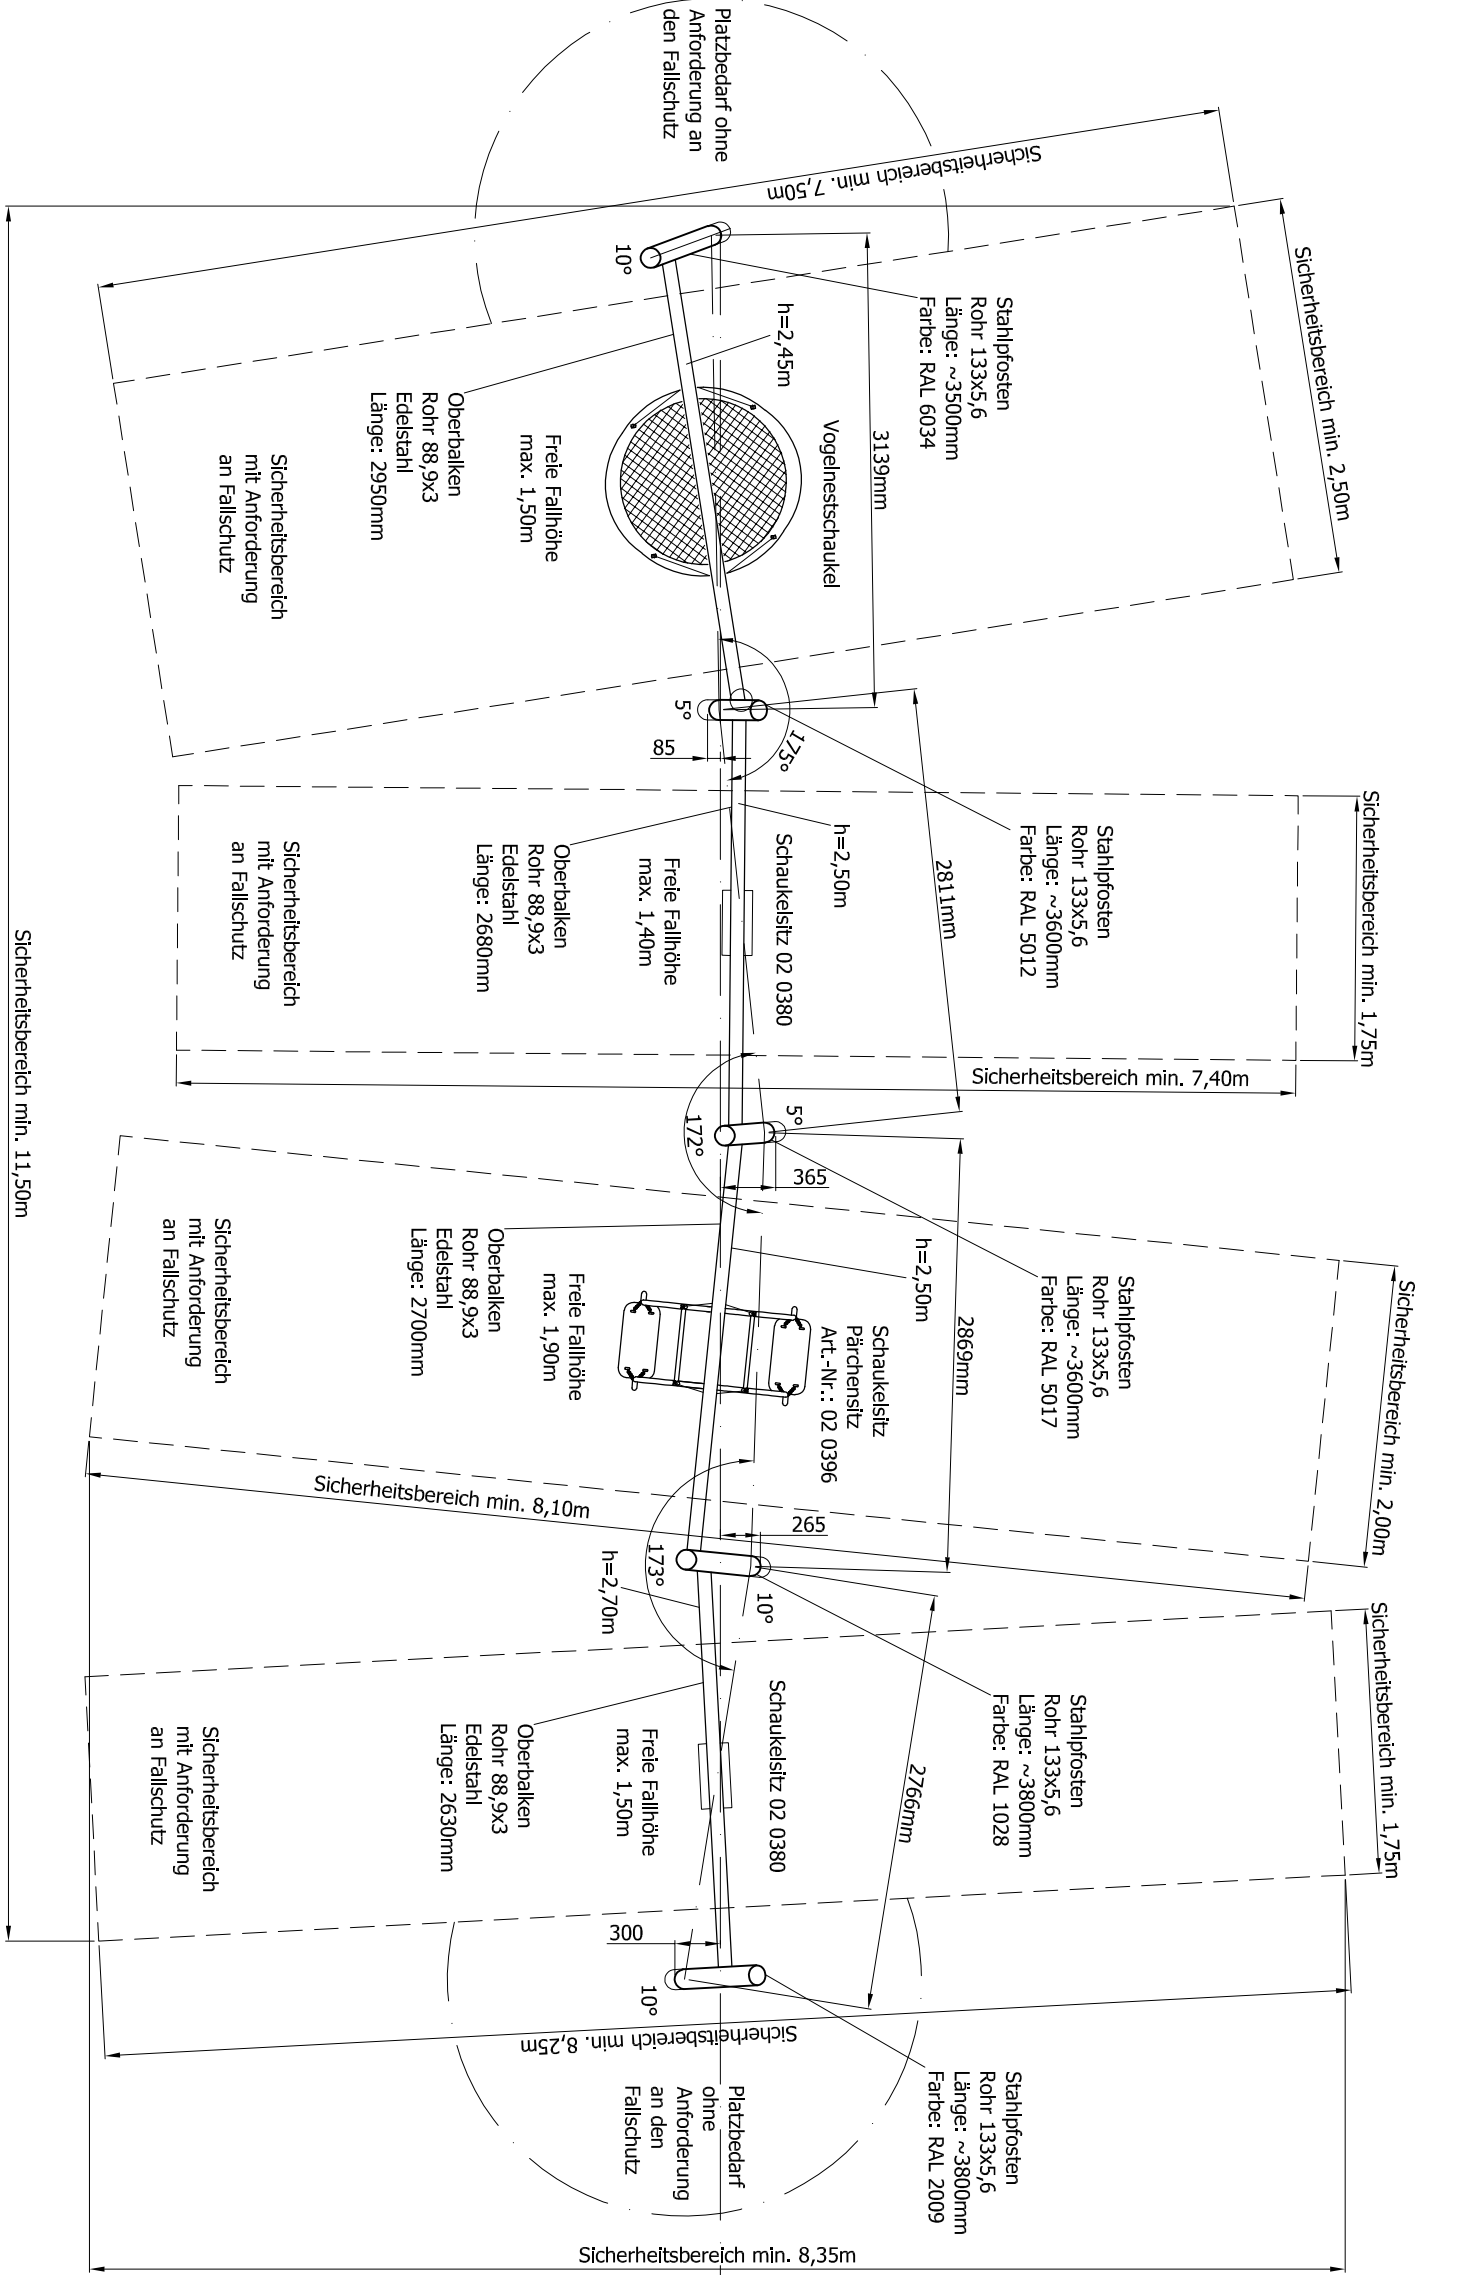 Platzbedarf ohne
Anforderung an
den Fallschutz
Sicherheitsbereich min. 7,50m
Sicherheitsbereich min. 2,50m
10°
Stahlpfosten
Rohr 133x5,6
Länge: ~3500mm
Farbe: RAL 6034
h=2,45m
3139mm
Vogelnestschaukel
Oberbalken
Rohr 88,9x3
Edelstahl
Länge: 2950mm
Freie Fallhöhe
max. 1,50m
Sicherheitsbereich
mit Anforderung
an Fallschutz
5°
85
175°
Sicherheitsbereich min. 1,75m
Stahlpfosten
Rohr 133x5,6
Länge: ~3600mm
Farbe: RAL 5012
2811mm
h=2,50m
Schaukelsitz 02 0380
Freie Fallhöhe
max. 1,40m
Oberbalken
Rohr 88,9x3
Edelstahl
Länge: 2680mm
Sicherheitsbereich
mit Anforderung
an Fallschutz
Sicherheitsbereich min. 11,50m
Sicherheitsbereich min. 7,40m
5°
172°
365
Sicherheitsbereich min. 2,00m
Stahlpfosten
Rohr 133x5,6
Länge: ~3600mm
Farbe: RAL 5017
2869mm
h=2,50m
Schaukelsitz
Pärchensitz
Art.-Nr.: 02 0396
Freie Fallhöhe
max. 1,90m
Oberbalken
Rohr 88,9x3
Edelstahl
Länge: 2700mm
Sicherheitsbereich
mit Anforderung
an Fallschutz
Sicherheitsbereich min. 8,10m
265
173°
10°
h=2,70m
Sicherheitsbereich min. 1,75m
Stahlpfosten
Rohr 133x5,6
Länge: ~3800mm
Farbe: RAL 1028
2766mm
Schaukelsitz 02 0380
Freie Fallhöhe
max. 1,50m
Oberbalken
Rohr 88,9x3
Edelstahl
Länge: 2630mm
Sicherheitsbereich
mit Anforderung
an Fallschutz
300
10°
Sicherheitsbereich min. 8,25m
Stahlpfosten
Rohr 133x5,6
Länge: ~3800mm
Farbe: RAL 2009
Platzbedarf
ohne
Anforderung
an den
Fallschutz
Sicherheitsbereich min. 8,35m